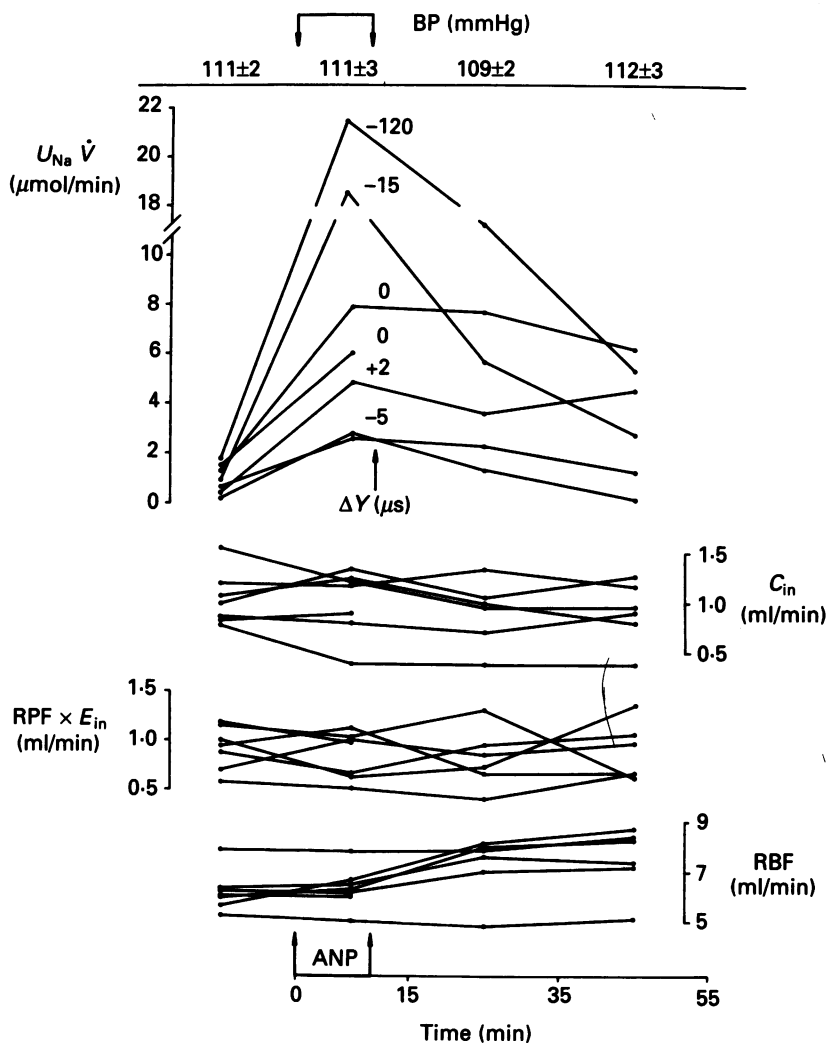 BP (mmHg)
111±2 111±3 109±2 112±3
U_Na V̇
(μmol/min)
22
20
18
10
8
6
4
2
0
−120
−15
0
0
+2
−5
ΔY (μs)
C_in
(ml/min)
1·5
1·0
0·5
RPF × E_in
(ml/min)
1·5
1·0
0·5
RBF
(ml/min)
9
7
5
ANP
0 15 35 55
Time (min)